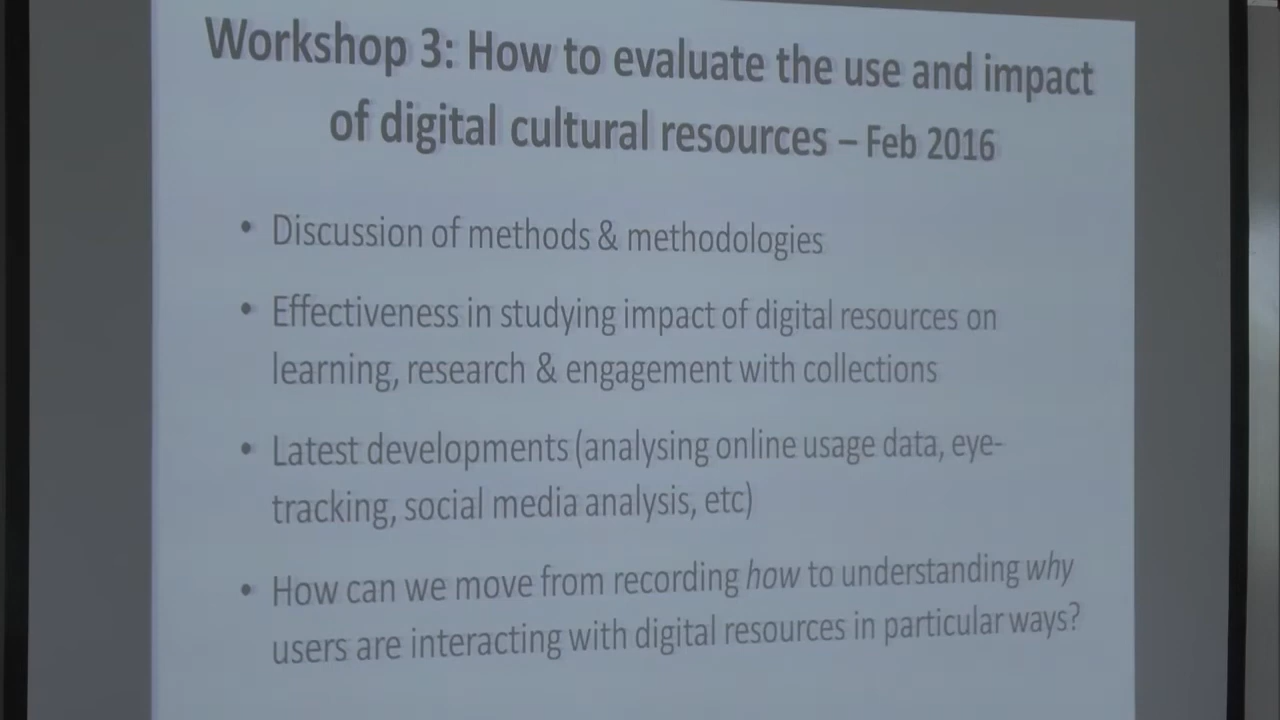 Workshop 3: How to evaluate the use and impact
of digital cultural resources – Feb 2016
• Discussion of methods & methodologies
• Effectiveness in studying impact of digital resources on
learning, research & engagement with collections
• Latest developments (analysing online usage data, eye-
tracking, social media analysis, etc)
• How can we move from recording how to understanding why
users are interacting with digital resources in particular ways?